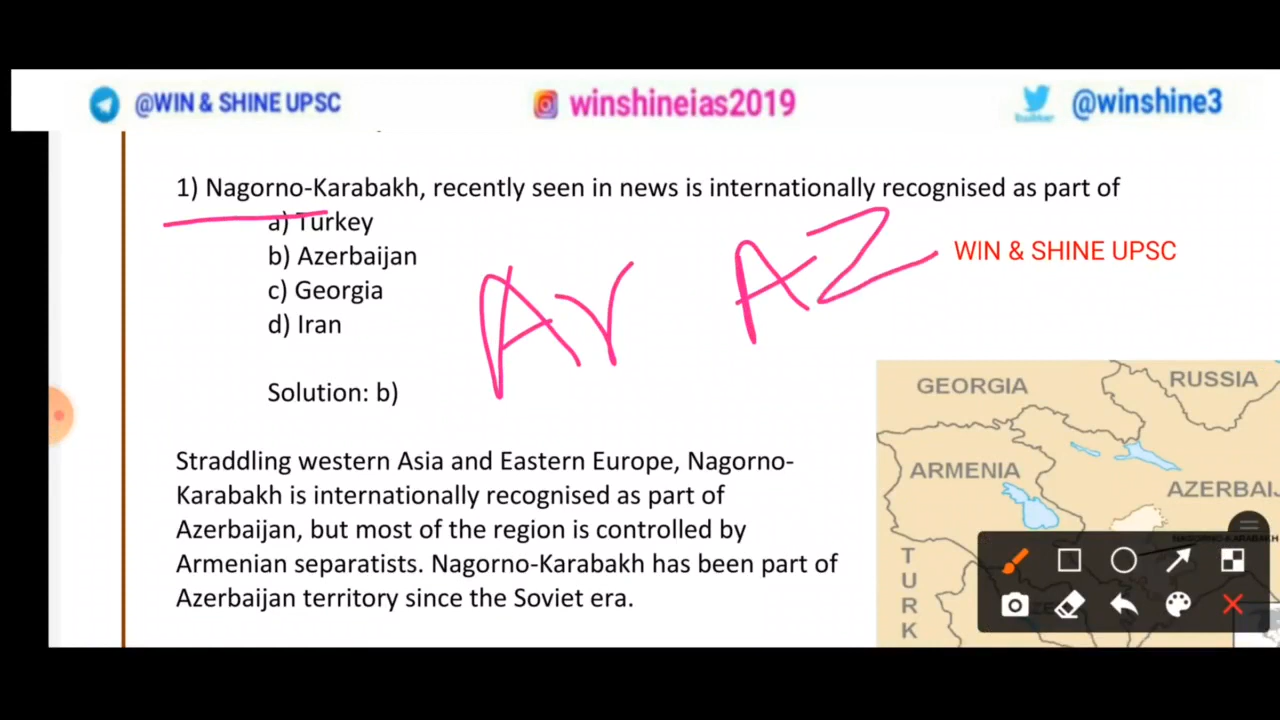 @WIN & SHINE UPSC winshineias2019 @winshine3
1) Nagorno-Karabakh, recently seen in news is internationally recognised as part of
a) Turkey
b) Azerbaijan
c) Georgia
d) Iran
Ar AZ
WIN & SHINE UPSC
Solution: b)
Straddling western Asia and Eastern Europe, Nagorno-
Karabakh is internationally recognised as part of
Azerbaijan, but most of the region is controlled by
Armenian separatists. Nagorno-Karabakh has been part of
Azerbaijan territory since the Soviet era.
GEORGIA
RUSSIA
ARMENIA
AZERBAIJ
NAGORNO-KARABAKH
T
U
R
K